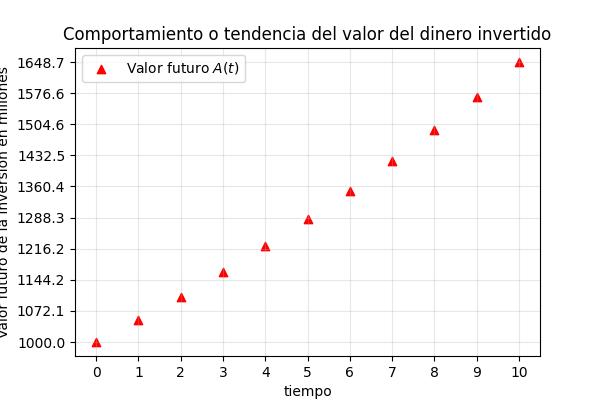 Comportamiento o tendencia del valor del dinero invertido
Valor futuro A(t)
valor futuro de la inversión en millones
1648.7
1576.6
1504.6
1432.5
1360.4
1288.3
1216.2
1144.2
1072.1
1000.0
0 1 2 3 4 5 6 7 8 9 10
tiempo